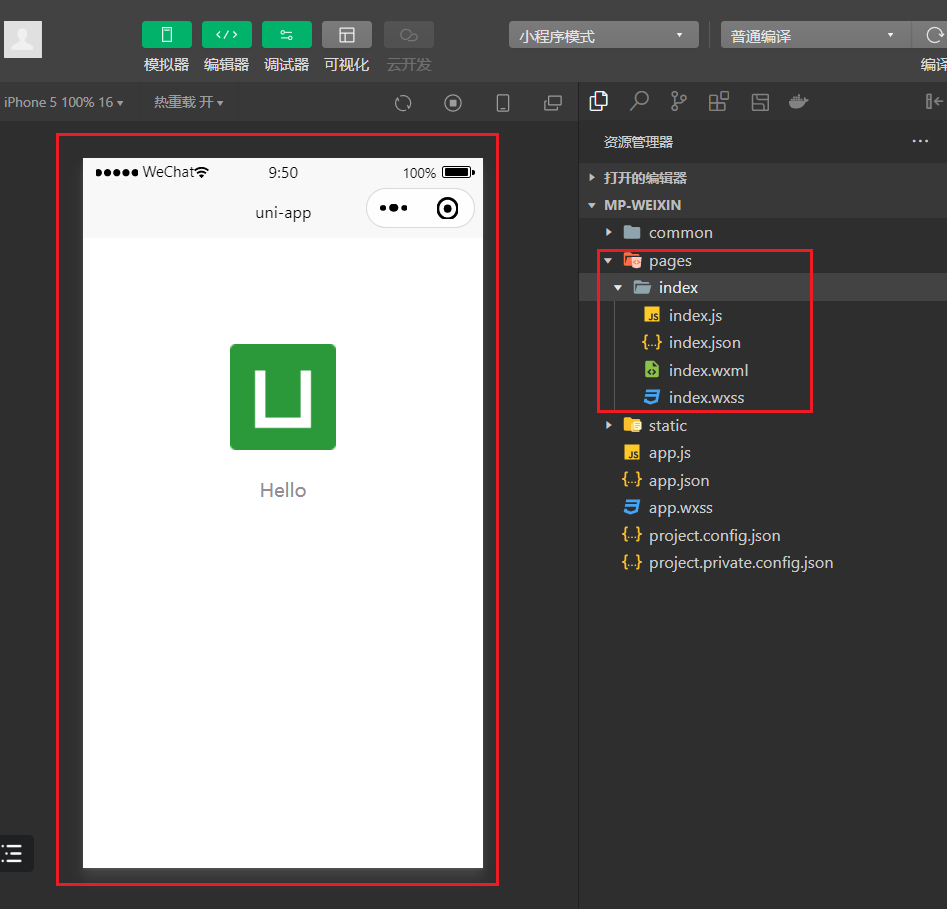 模拟器 编辑器 调试器 可视化 云开发
小程序模式
普通编译
编译
iPhone 5 100% 16
热重载 开
WeChat 9:50 100%
uni-app
Hello
资源管理器
打开的编辑器
MP-WEIXIN
common
pages
index
JS index.js
{..} index.json
index.wxml
index.wxss
static
JS app.js
{..} app.json
app.wxss
{..} project.config.json
{..} project.private.config.json